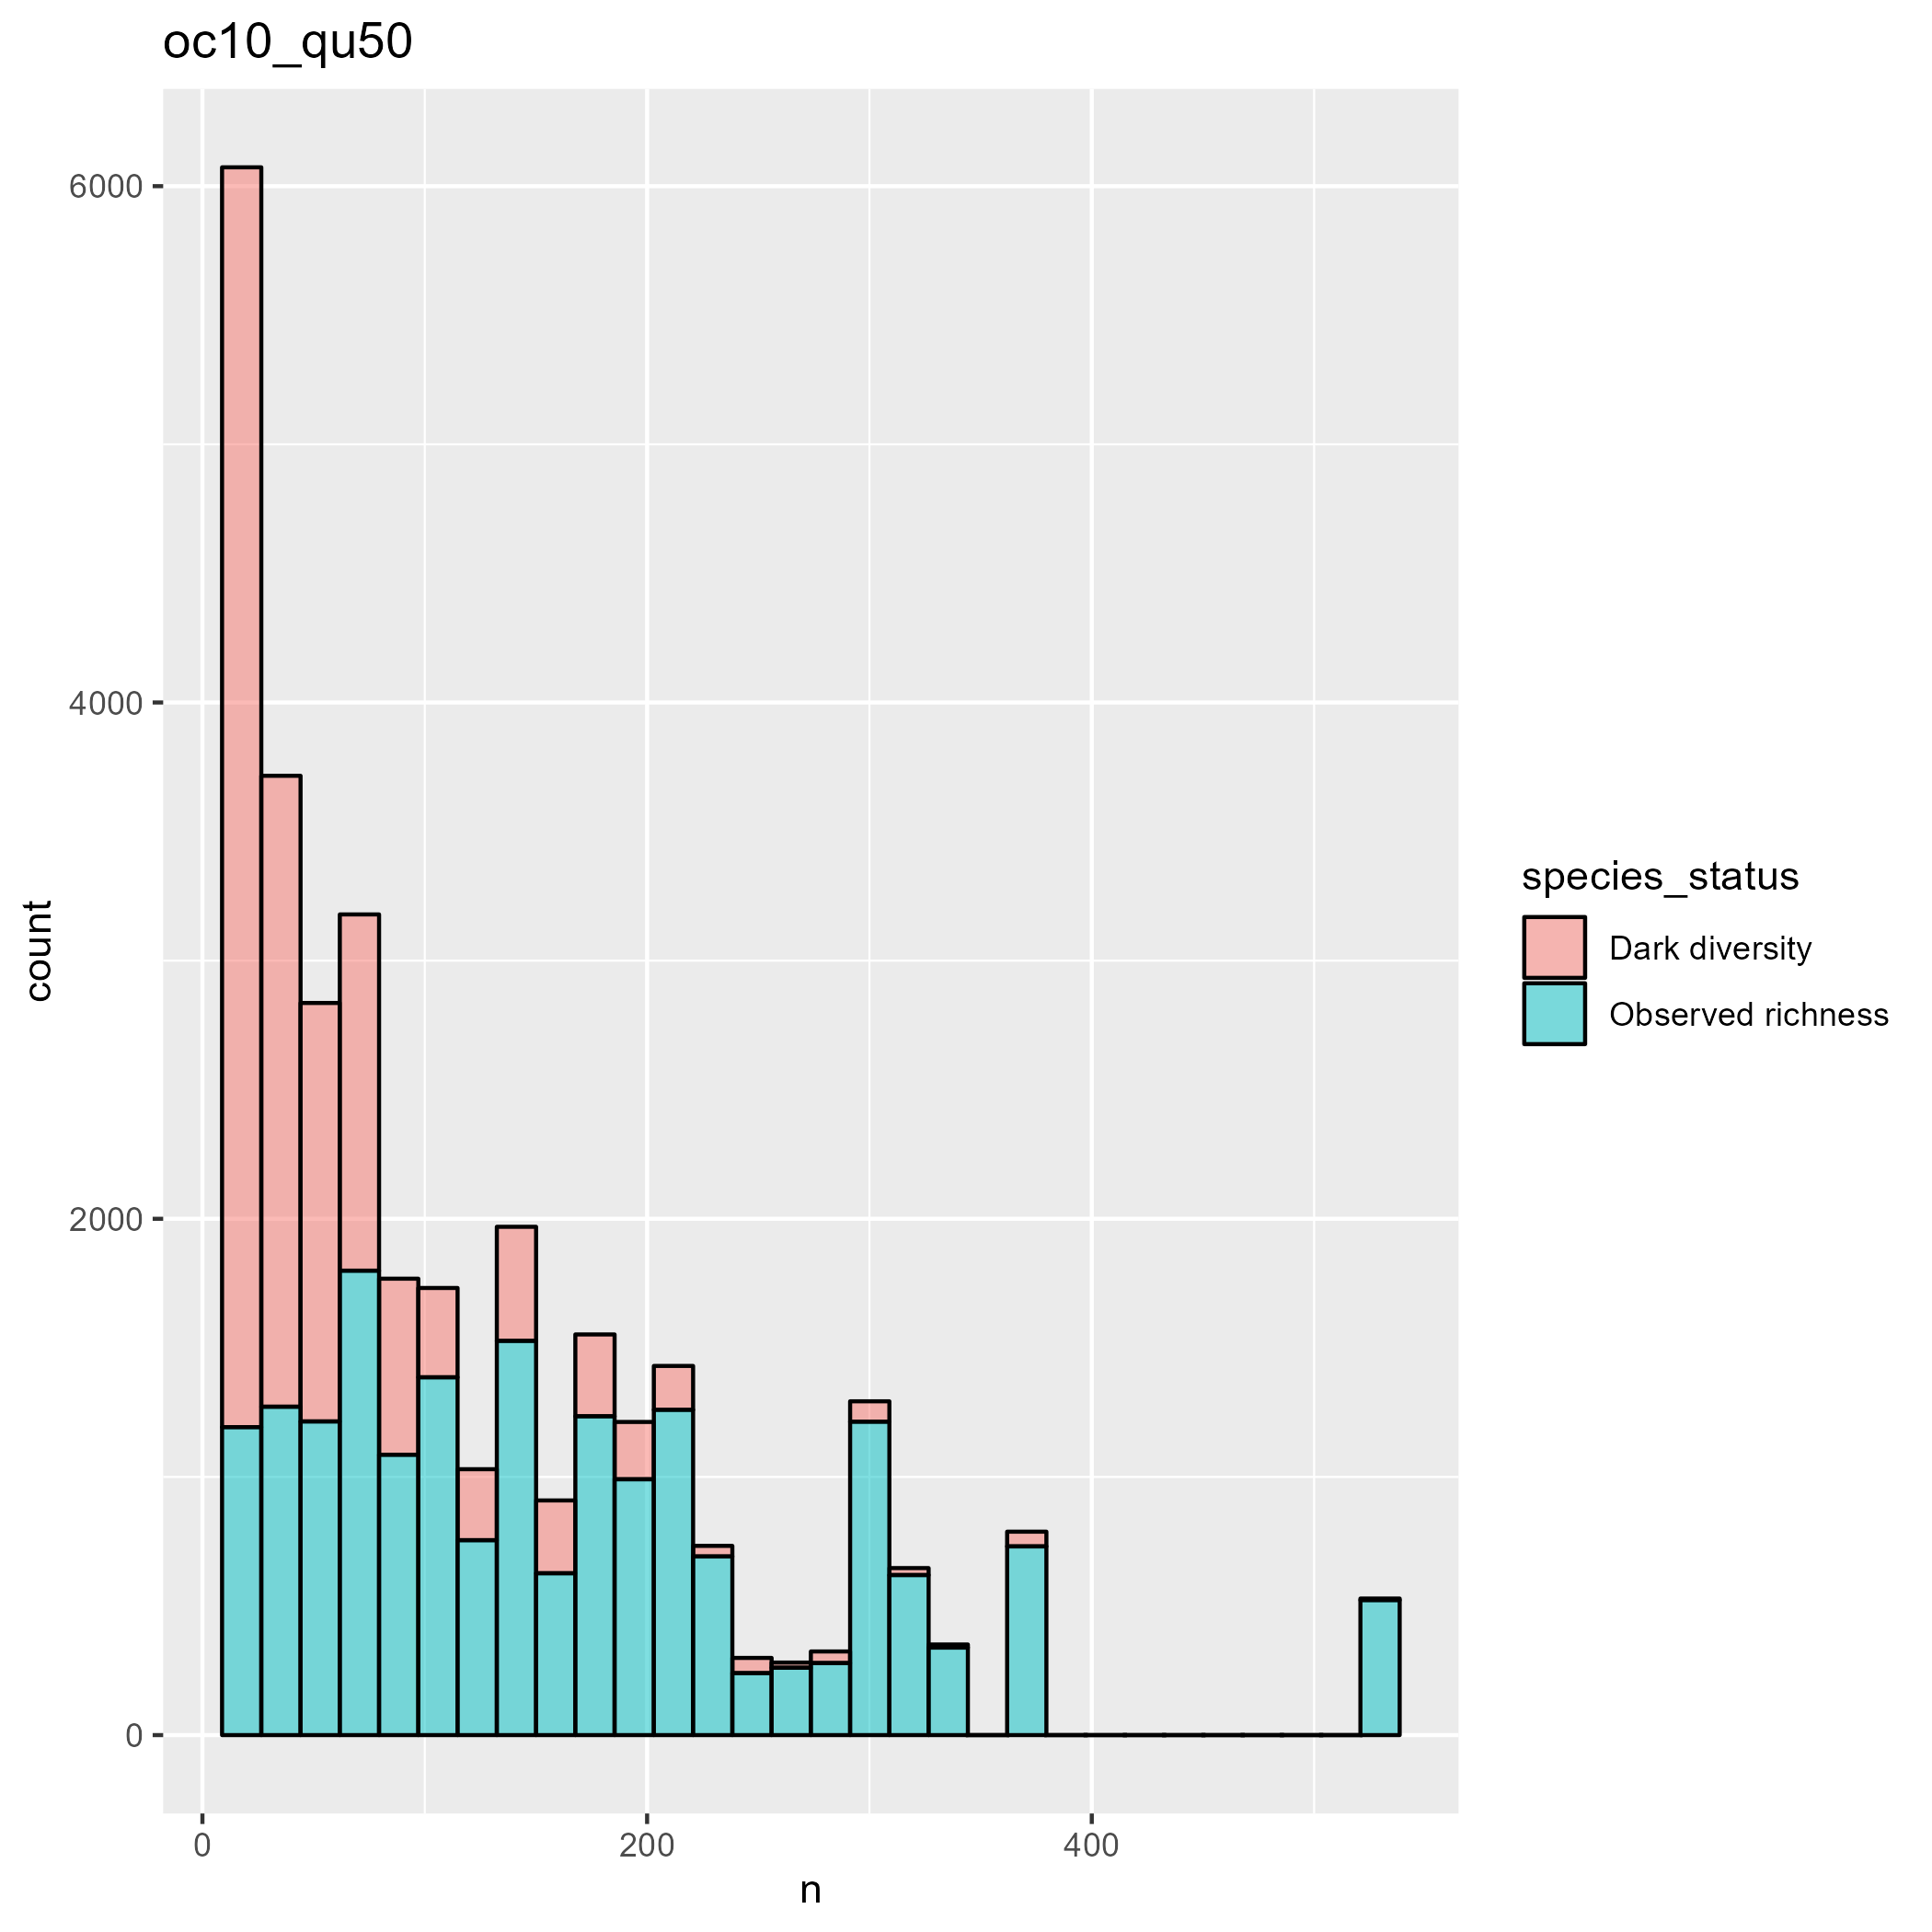 oc10_qu50
6000
4000
2000
0
count
0 200 400
n
species_status
Dark diversity
Observed richness